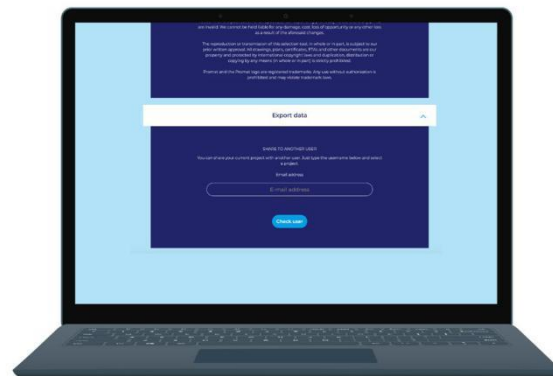 are invalid. We cannot be held liable for any damage, cost, loss of opportunity or any other loss,
as a result of the aforesaid changes.
The reproduction or transmission of this selection tool, in whole or in part, is subject to our
prior written approval. All drawings, plans, certificates, ETAs and other documents are our
property and protected by international copyright laws and duplication, distribution or
copying by any means (in whole or in part) is strictly prohibited.
Promat and the Promat logo are registered trademarks. Any use without authorisation is
prohibited and may violate trademark laws.
Export data
SHARE TO ANOTHER USER
You can share your current project with another user. Just type the username below and select
a project.
Email address
E-mail address
Check user